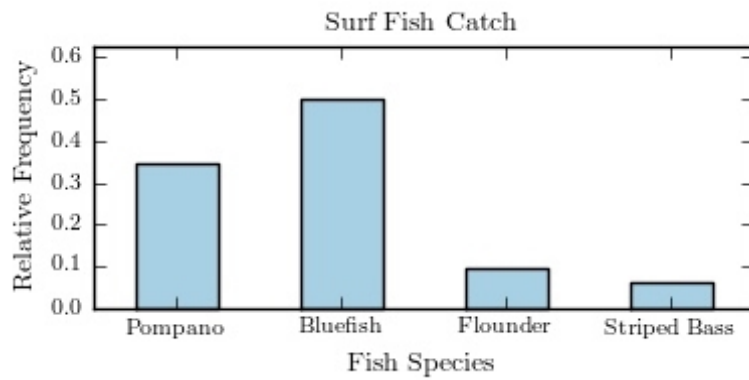 Surf Fish Catch
0.6
0.5
0.4
0.3
0.2
0.1
0.0
Relative Frequency
Pompano Bluefish Flounder Striped Bass
Fish Species